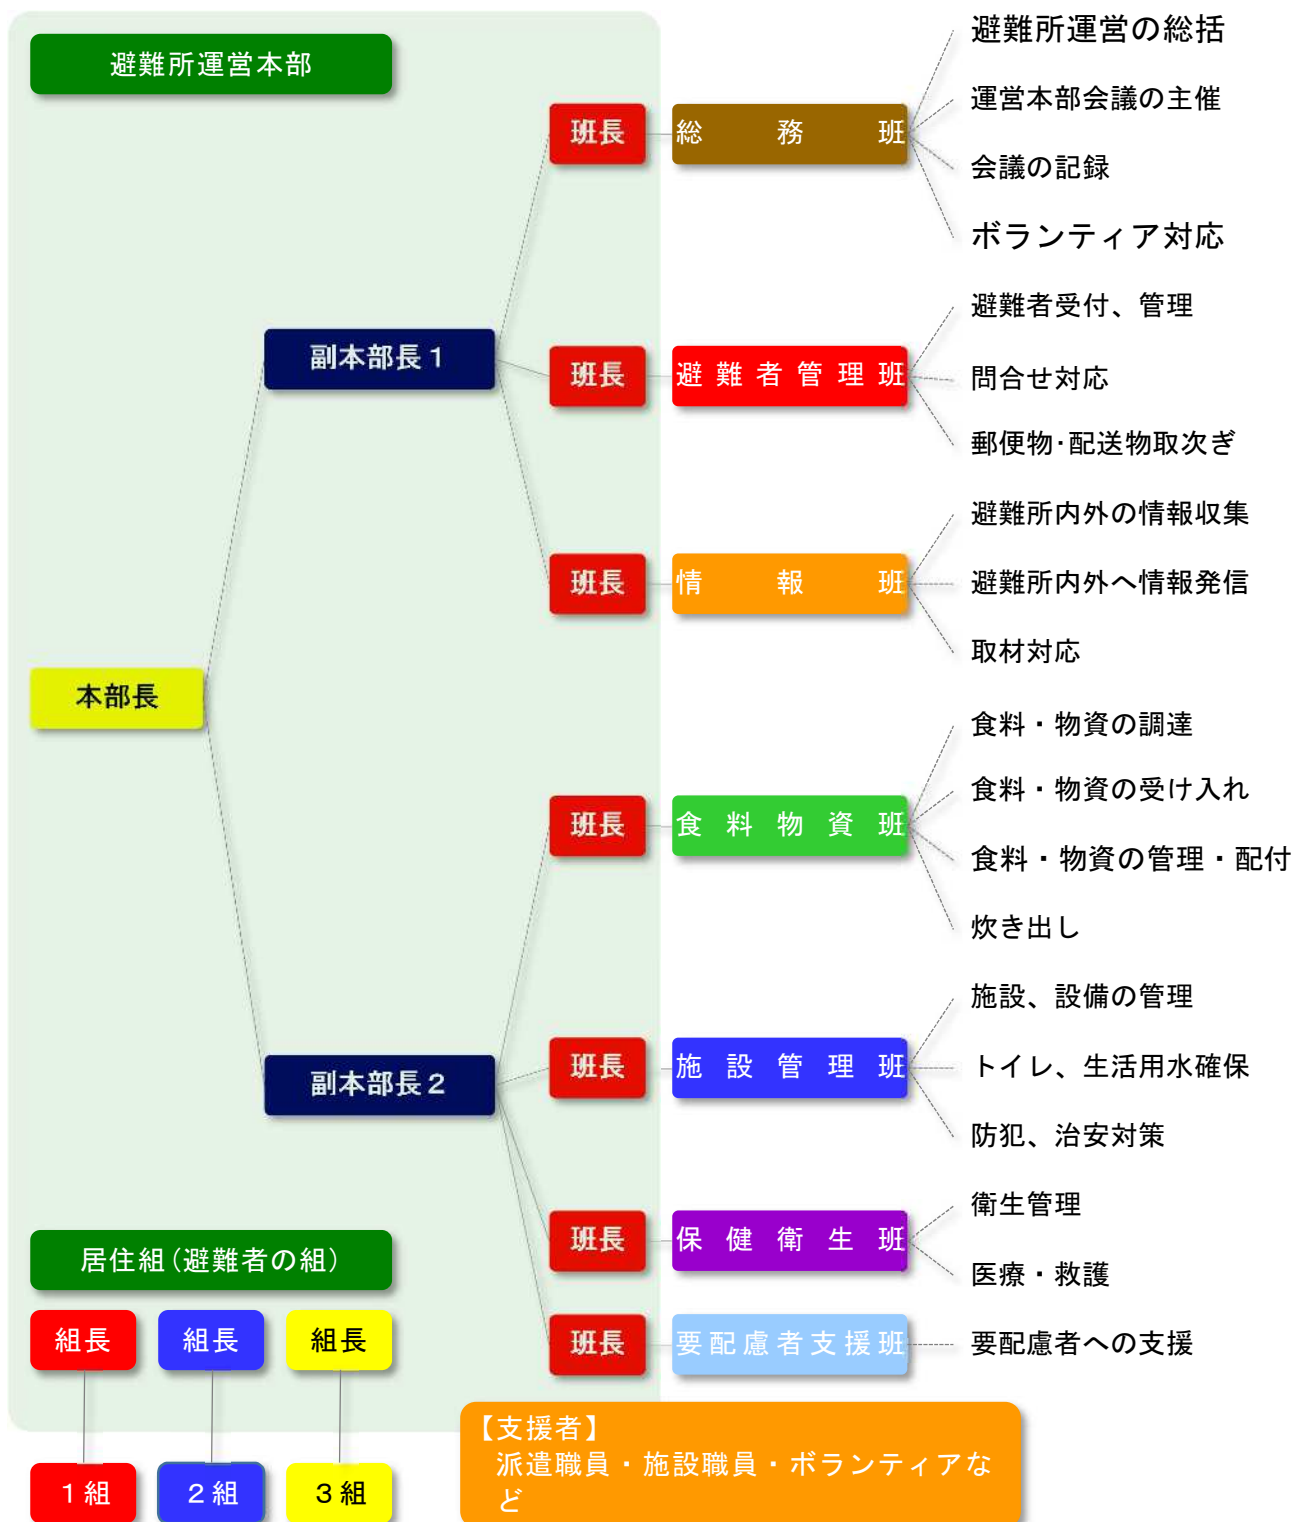 避難所運営本部
本部長
副本部長１
班長
総務班
避難所運営の総括
運営本部会議の主催
会議の記録
ボランティア対応
班長
避難者管理班
避難者受付、管理
問合せ対応
郵便物･配送物取次ぎ
班長
情報班
避難所内外の情報収集
避難所内外へ情報発信
取材対応
副本部長２
班長
食料物資班
食料・物資の調達
食料・物資の受け入れ
食料・物資の管理・配付
炊き出し
班長
施設管理班
施設、設備の管理
トイレ、生活用水確保
防犯、治安対策
班長
保健衛生班
衛生管理
医療・救護
班長
要配慮者支援班
要配慮者への支援
居住組(避難者の組)
組長
組長
組長
１組
２組
３組
【支援者】
派遣職員・施設職員・ボランティアな
ど